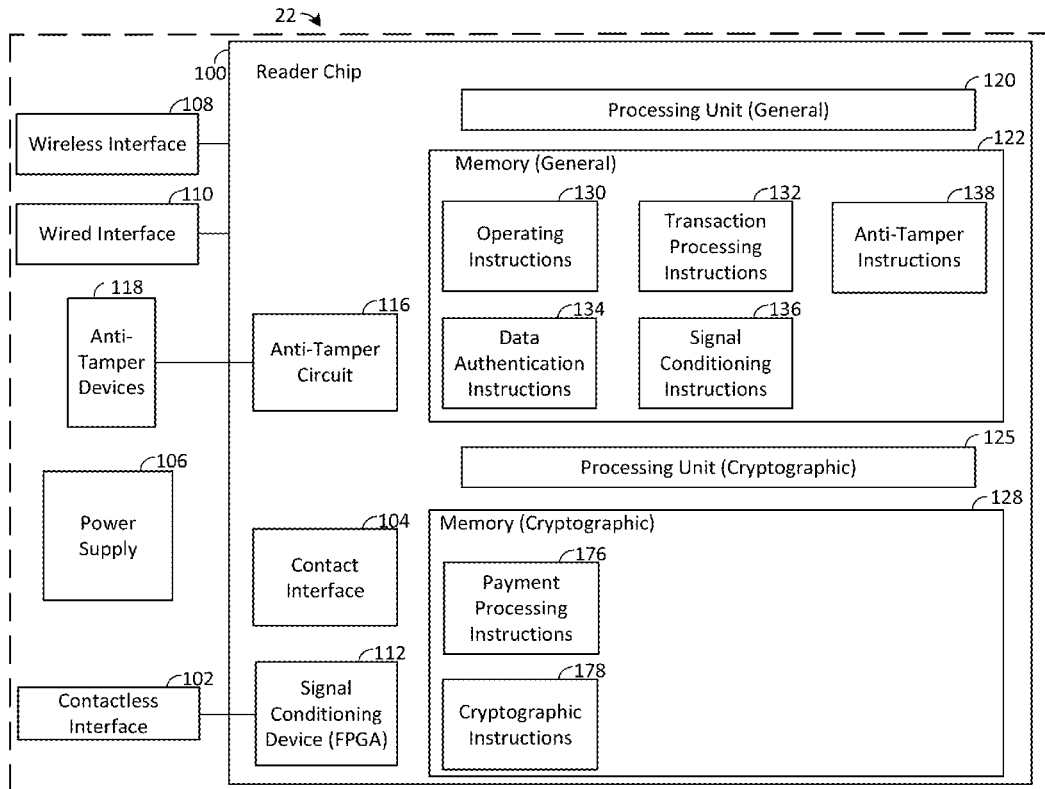 22
100
Reader Chip
108
Wireless Interface
110
Wired Interface
118
Anti-
Tamper
Devices
116
Anti-Tamper
Circuit
106
Power
Supply
104
Contact
Interface
102
Contactless
Interface
112
Signal
Conditioning
Device (FPGA)
120
Processing Unit (General)
122
Memory (General)
130
Operating
Instructions
132
Transaction
Processing
Instructions
138
Anti-Tamper
Instructions
134
Data
Authentication
Instructions
136
Signal
Conditioning
Instructions
125
Processing Unit (Cryptographic)
128
Memory (Cryptographic)
176
Payment
Processing
Instructions
178
Cryptographic
Instructions